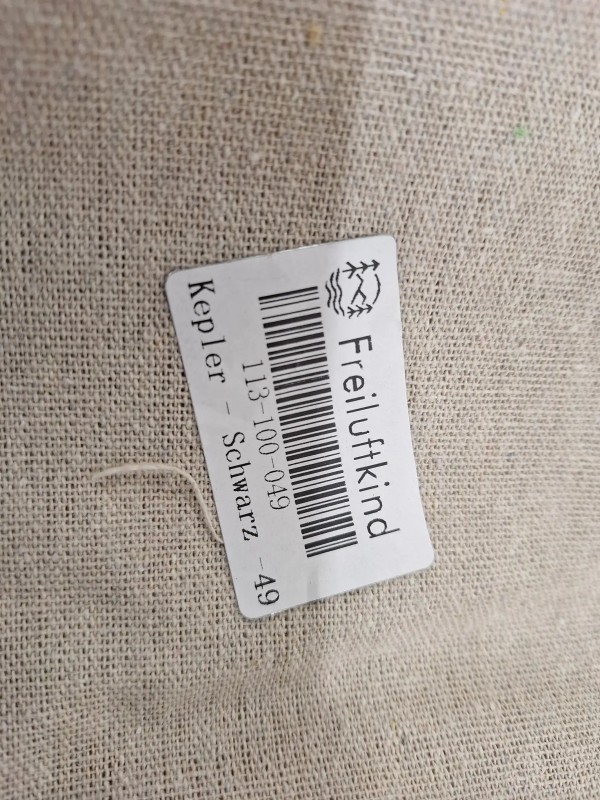 Freiluftkind
113-100-049
Kepler - Schwarz -49